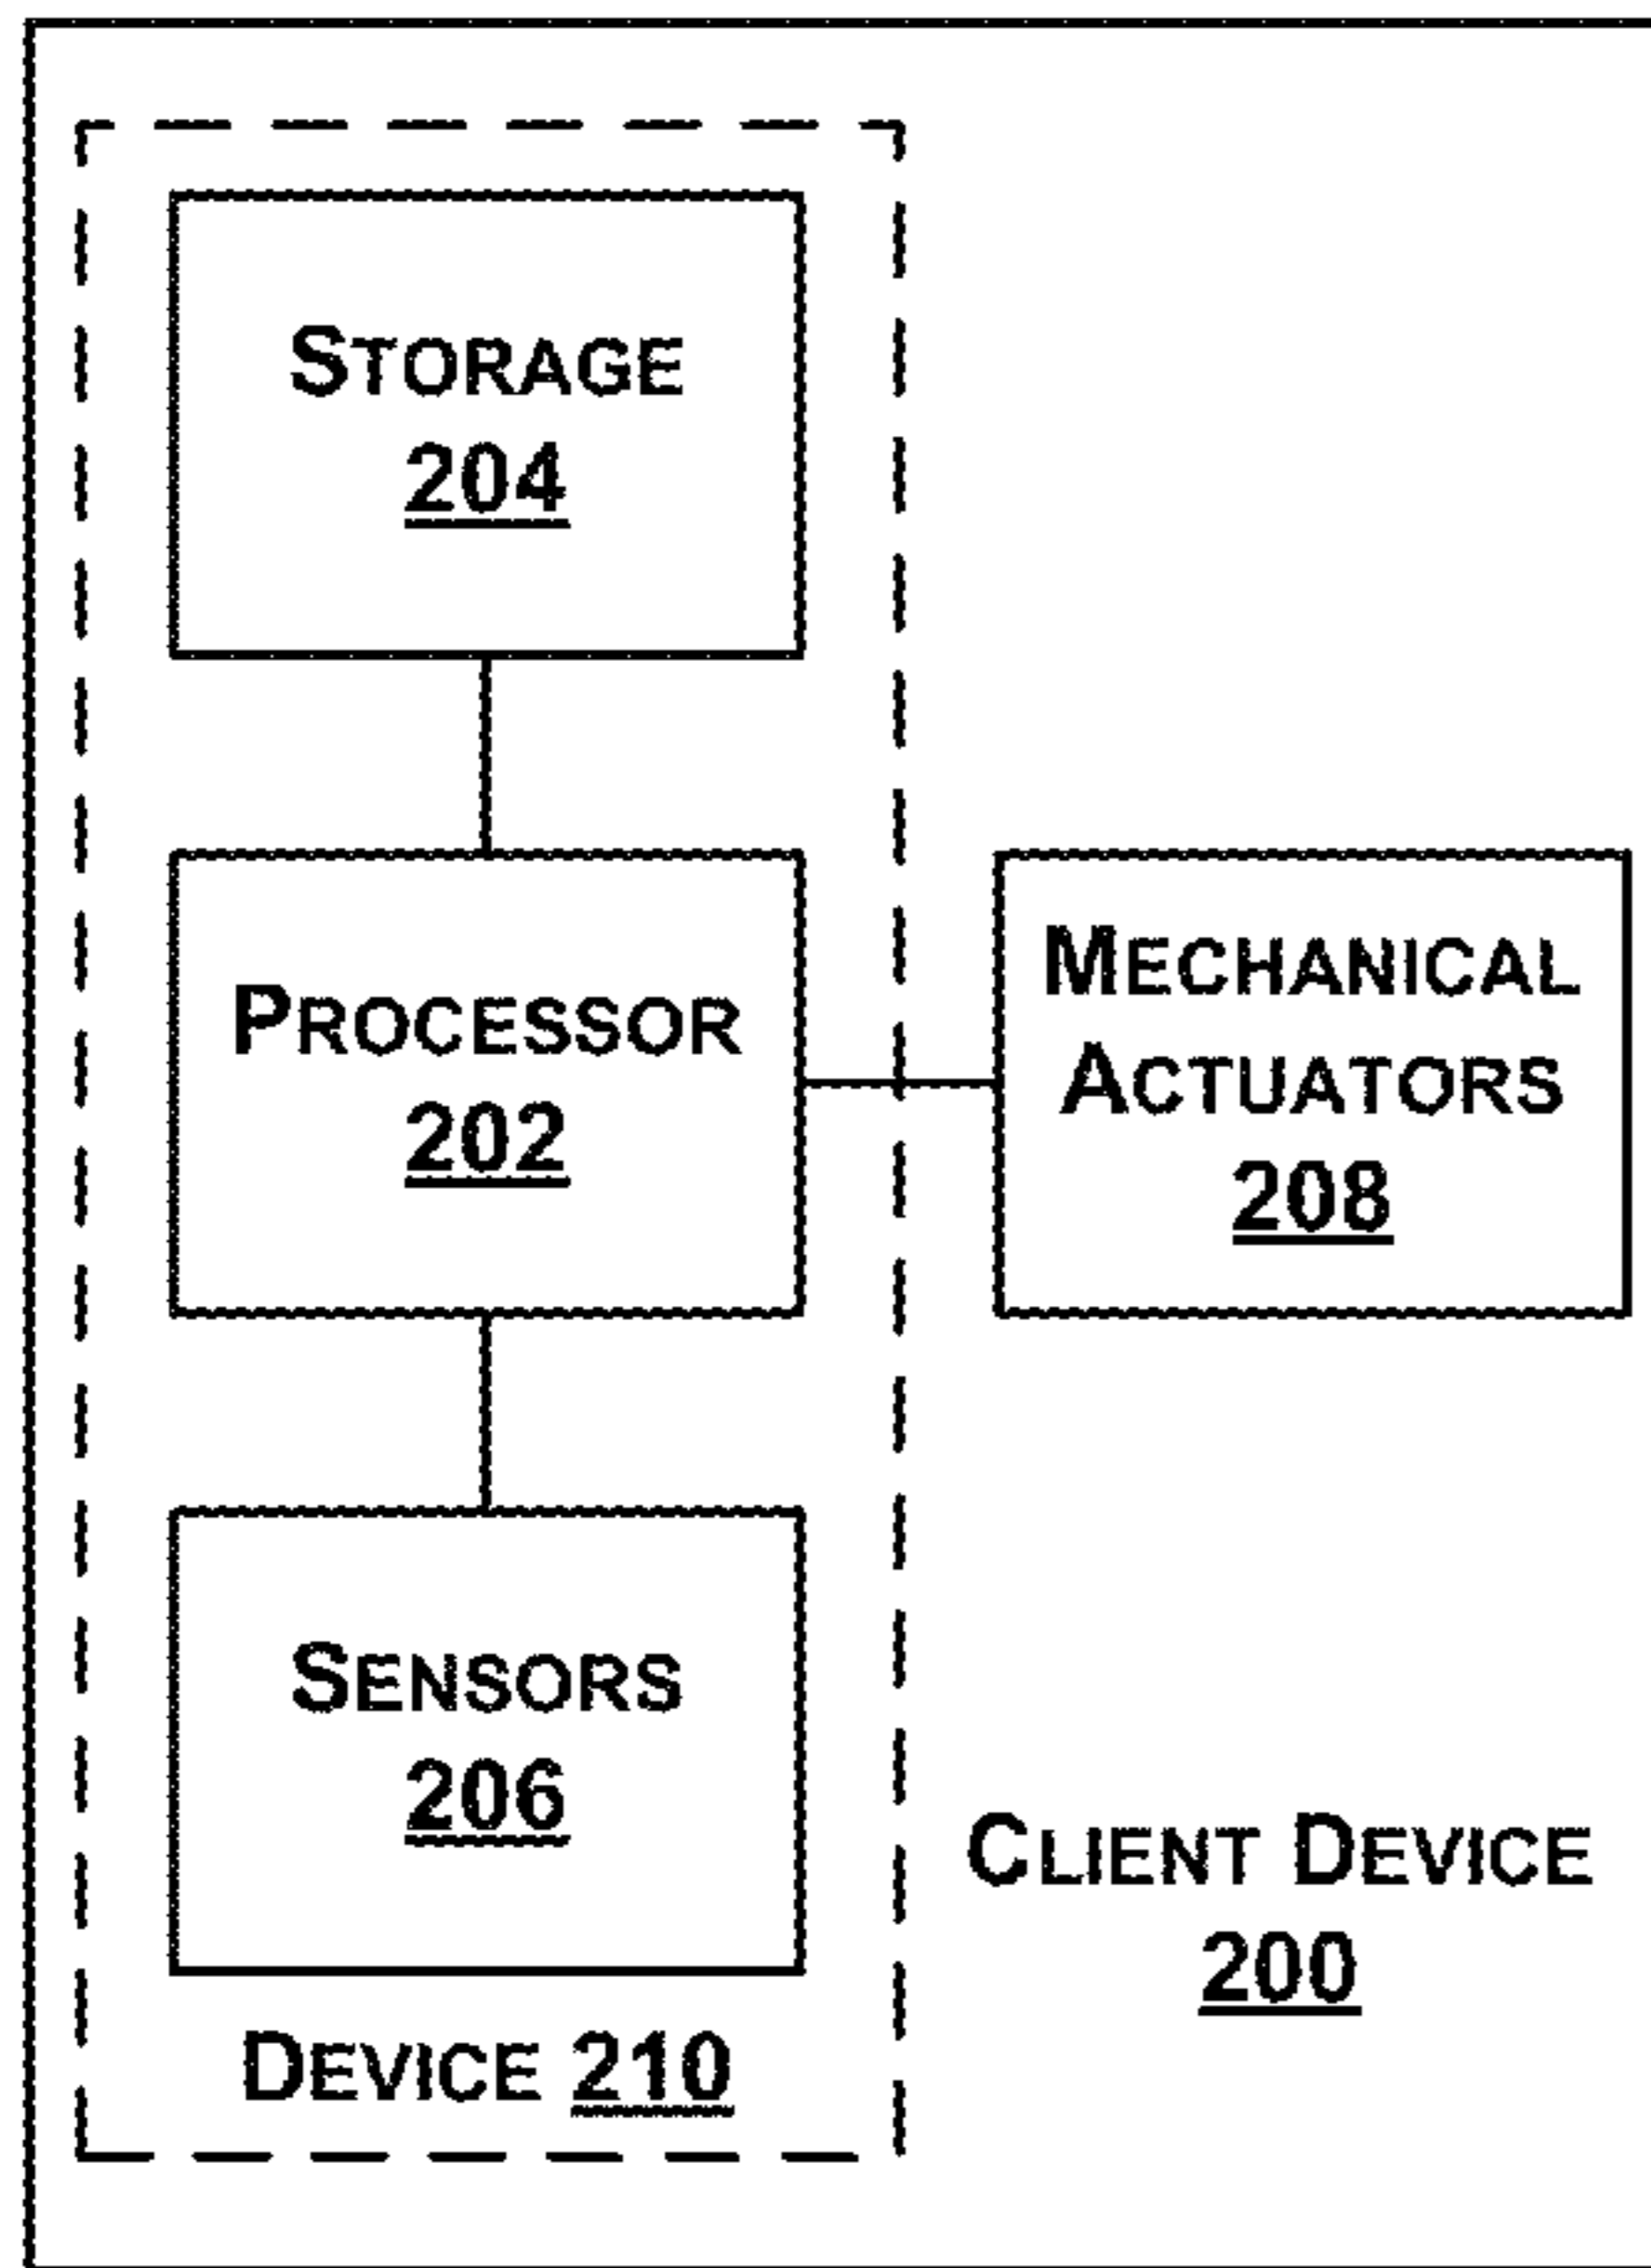 STORAGE
204
PROCESSOR
202
MECHANICAL
ACTUATORS
208
SENSORS
206
CLIENT DEVICE
200
DEVICE 210